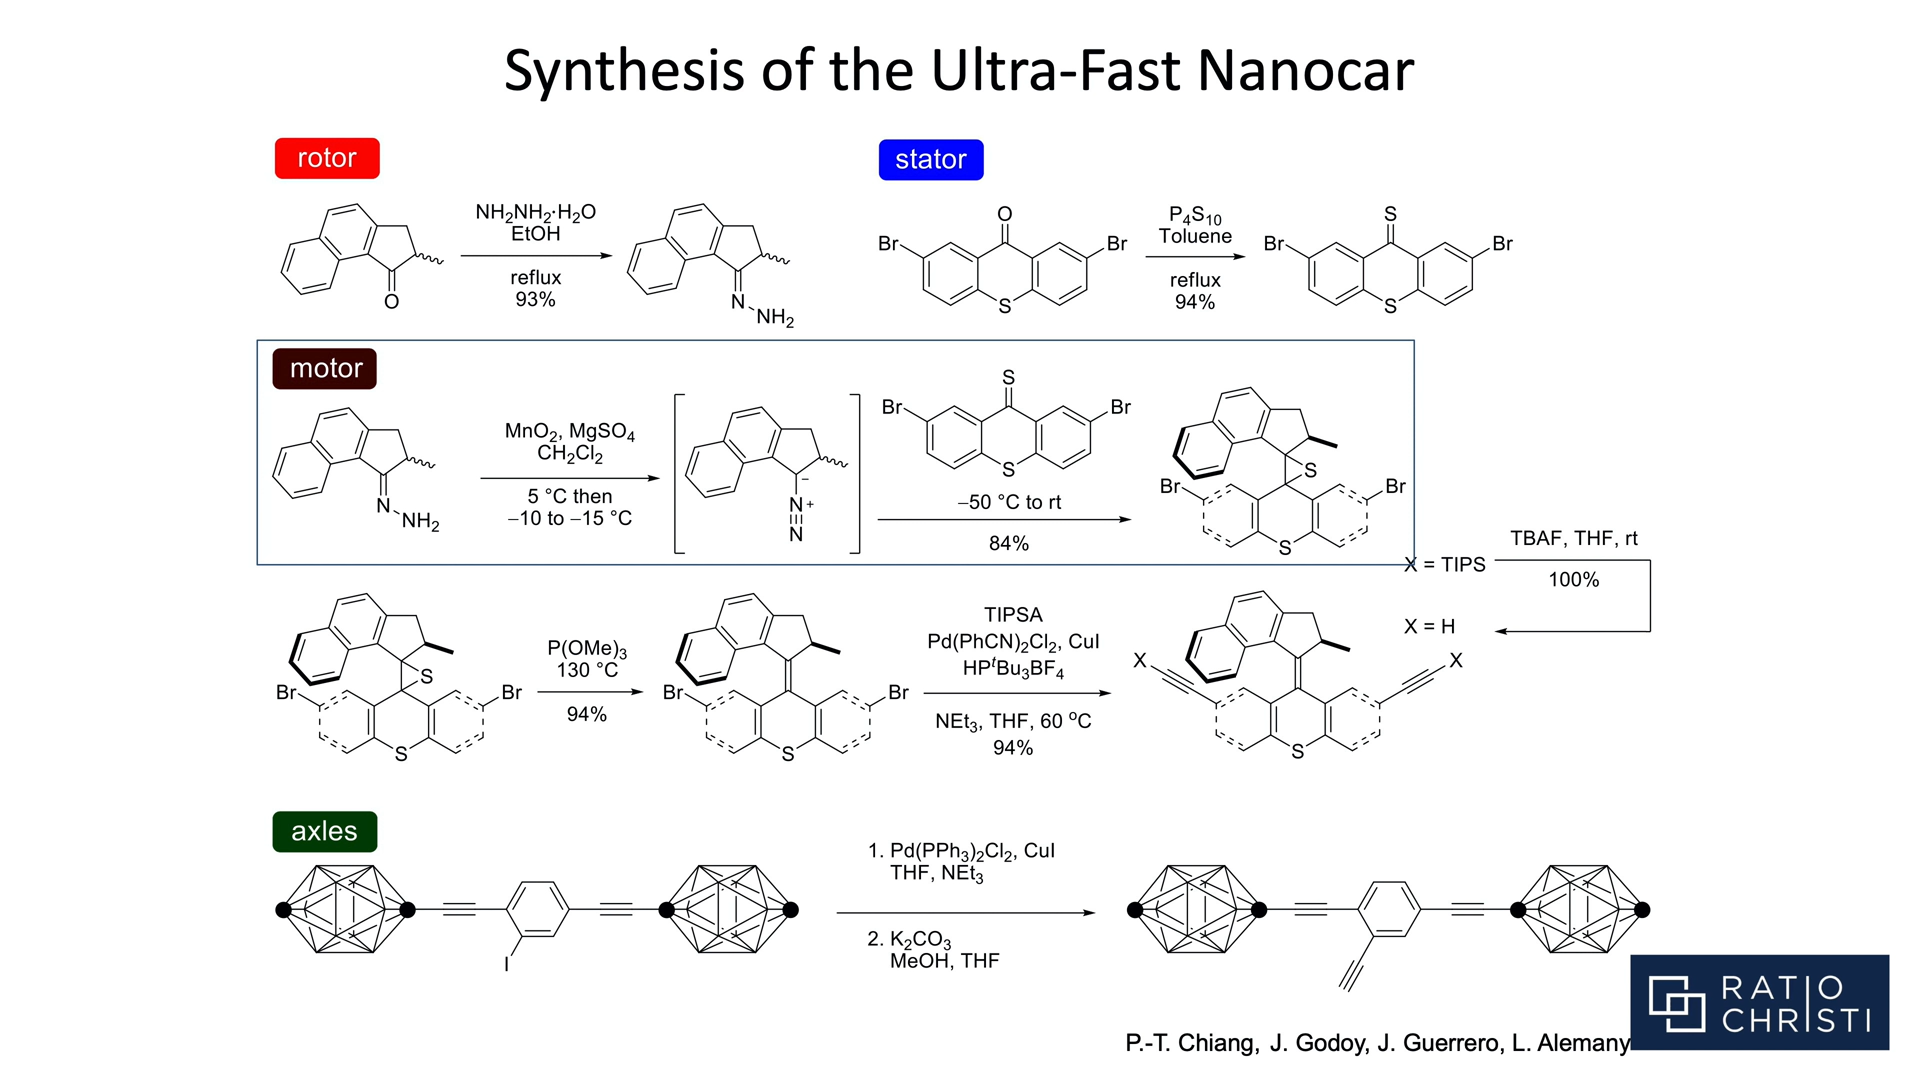 Synthesis of the Ultra-Fast Nanocar
rotor
O
NH₂NH₂·H₂O
EtOH
reflux
93%
N
NH₂
stator
O
Br
Br
S
P₄S₁₀
Toluene
reflux
94%
S
Br
Br
S
motor
N
NH₂
MnO₂, MgSO₄
CH₂Cl₂
5 °C then
−10 to −15 °C
−
N+
N
S
Br
Br
S
−50 °C to rt
84%
S
Br
Br
S
X = TIPS
TBAF, THF, rt
100%
X = H
S
Br
Br
S
P(OMe)₃
130 °C
94%
Br
Br
S
TIPSA
Pd(PhCN)₂Cl₂, CuI
HPᵗBu₃BF₄
NEt₃, THF, 60 °C
94%
X
X
S
axles
I
1. Pd(PPh₃)₂Cl₂, CuI
THF, NEt₃
2. K₂CO₃
MeOH, THF
P.-T. Chiang, J. Godoy, J. Guerrero, L. Alemany
RATIO
CHRISTI